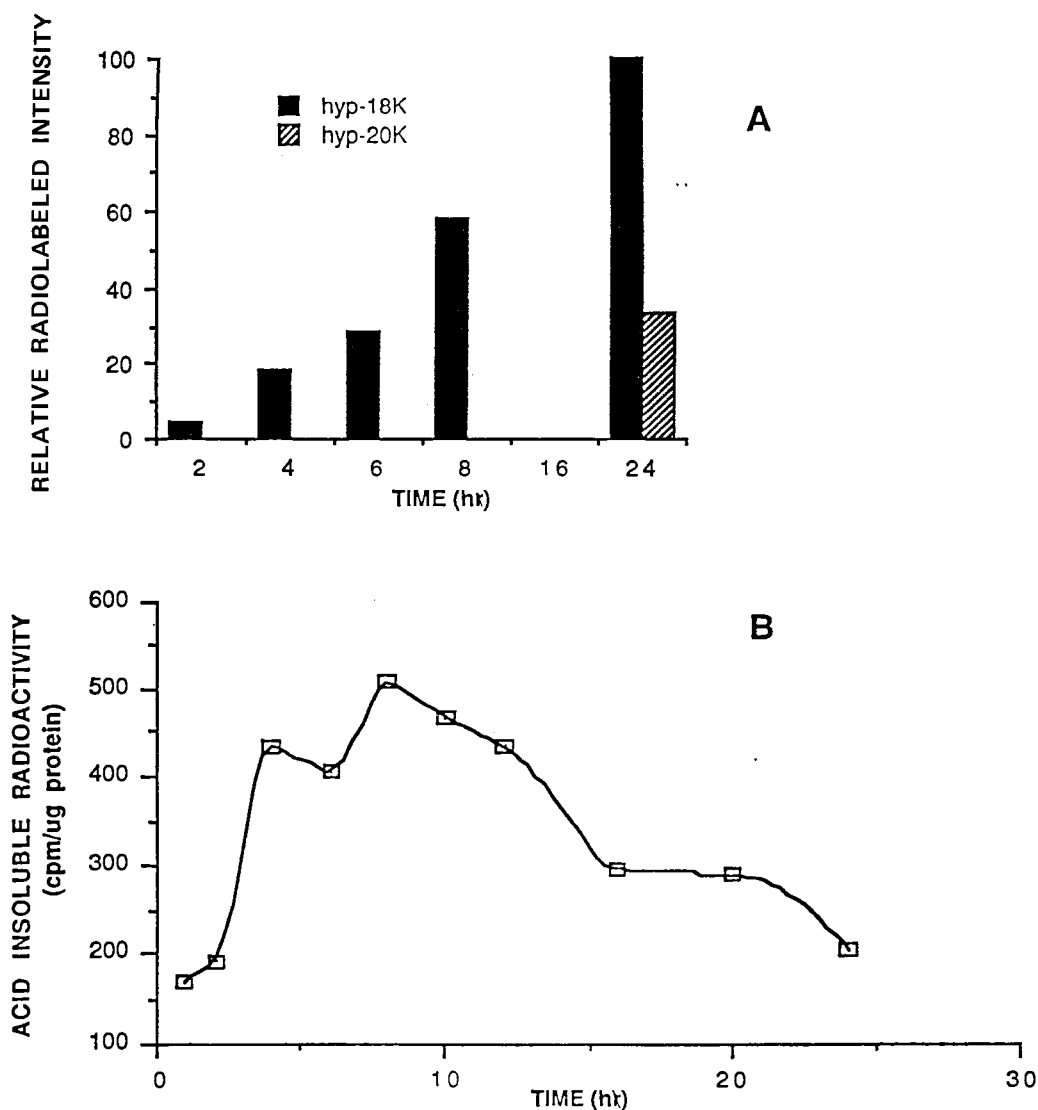 RELATIVE RADIOLABELED INTENSITY
100
80
60
40
20
0
hyp-18K
hyp-20K
A
2 4 6 8 16 24
TIME (hr)
ACID INSOLUBLE RADIOACTIVITY
(cpm/ug protein)
600
500
400
300
200
100
B
0 10 20 30
TIME (hr)